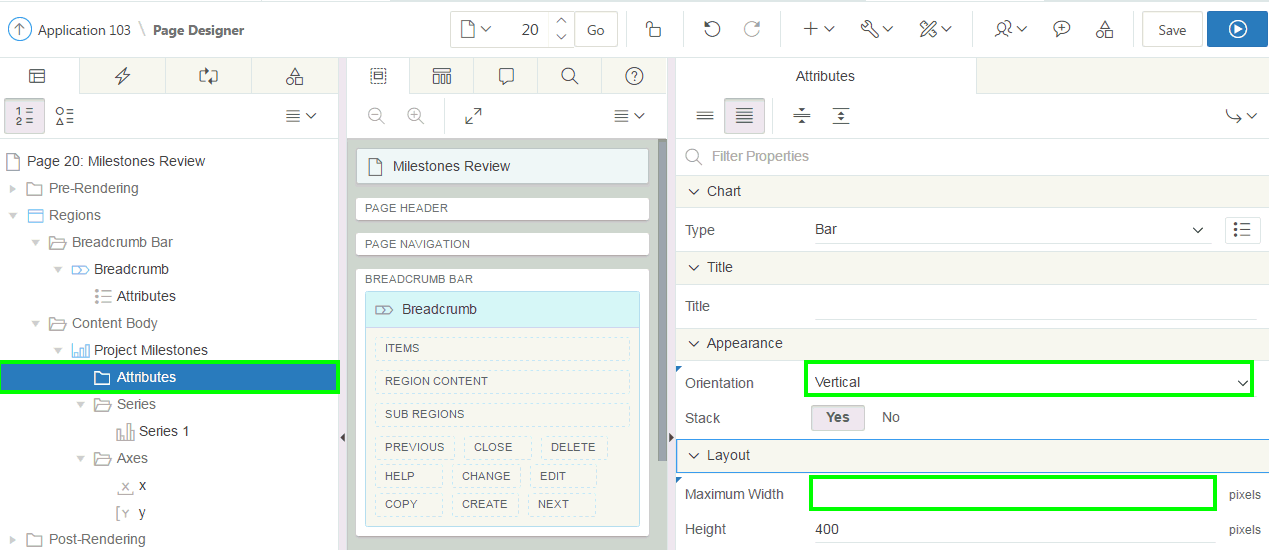 Application 103 \ Page Designer
20
Go
Save
Page 20: Milestones Review
Pre-Rendering
Regions
Breadcrumb Bar
Breadcrumb
Attributes
Content Body
Project Milestones
Attributes
Series
Series 1
Axes
x
y
Post-Rendering
Milestones Review
PAGE HEADER
PAGE NAVIGATION
BREADCRUMB BAR
Breadcrumb
ITEMS
REGION CONTENT
SUB REGIONS
PREVIOUS CLOSE DELETE
HELP CHANGE EDIT
COPY CREATE NEXT
Attributes
Filter Properties
Chart
Type Bar
Title
Title
Appearance
Orientation Vertical
Stack Yes No
Layout
Maximum Width pixels
Height 400 pixels